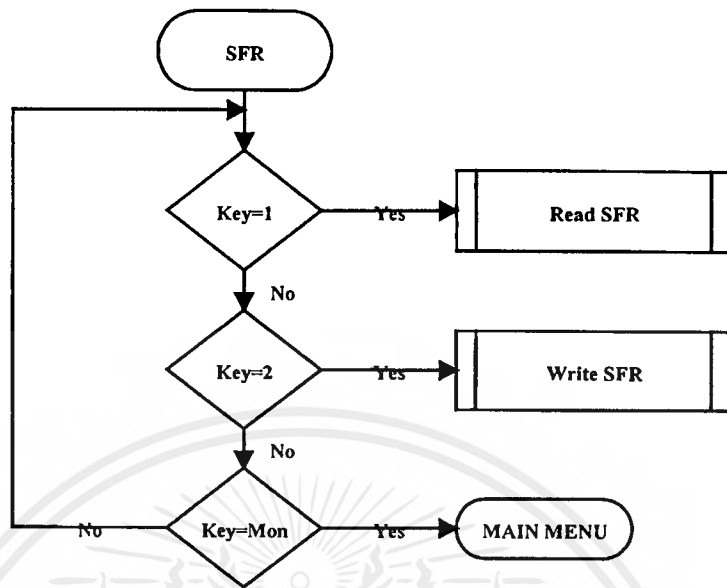 SFR
Key=1
Yes
Read SFR
No
Key=2
Yes
Write SFR
No
No
Key=Mon
Yes
MAIN MENU